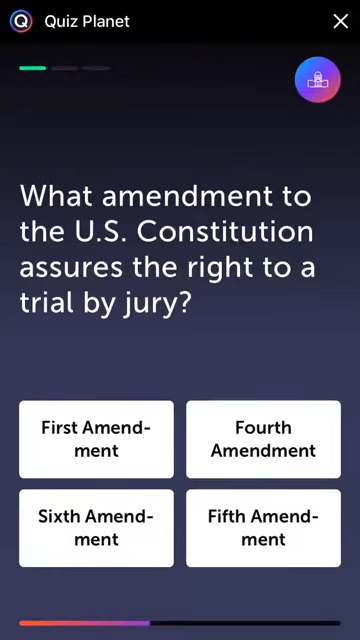 Quiz Planet
What amendment to
the U.S. Constitution
assures the right to a
trial by jury?
First Amend-
ment
Fourth
Amendment
Sixth Amend-
ment
Fifth Amend-
ment